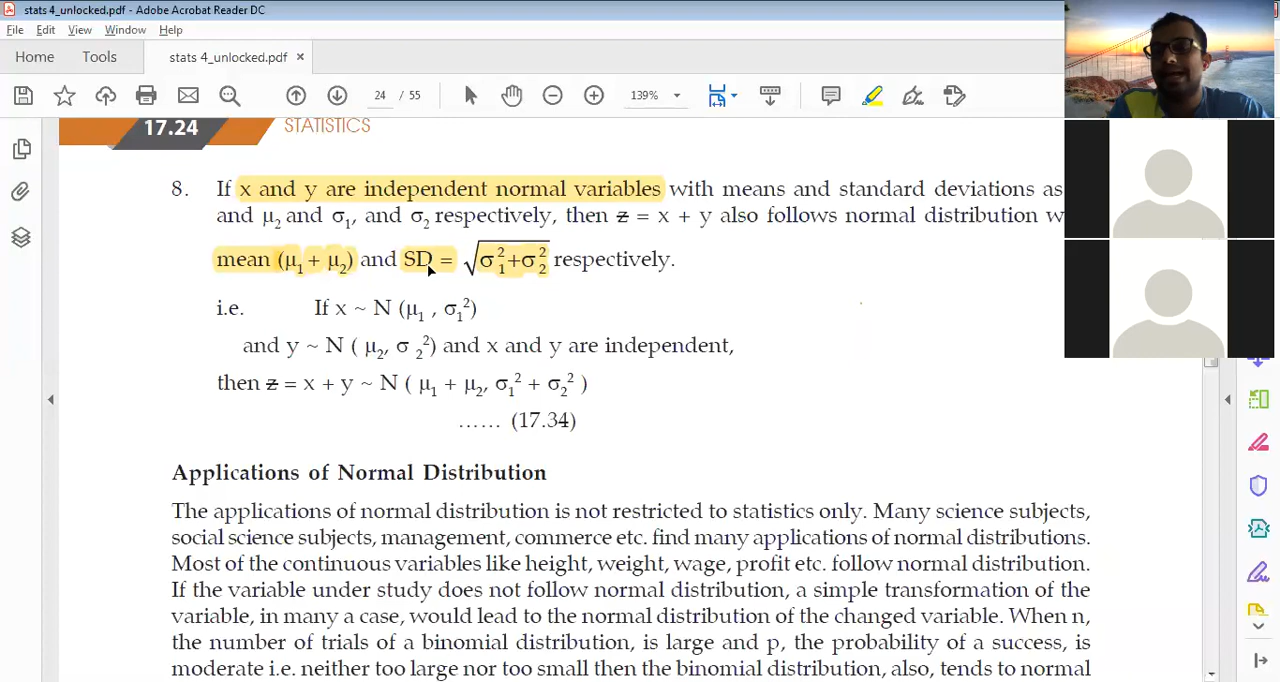 stats 4_unlocked.pdf - Adobe Acrobat Reader DC
File Edit View Window Help
Home Tools stats 4_unlocked.pdf ×
24 / 55 139%
17.24 STATISTICS
8. If x and y are independent normal variables with means and standard deviations as
and μ₂ and σ₁, and σ₂ respectively, then z = x + y also follows normal distribution w
mean (μ₁ + μ₂) and SD = √σ₁²+σ₂² respectively.
i.e. If x ~ N (μ₁ , σ₁²)
and y ~ N ( μ₂, σ ₂²) and x and y are independent,
then z = x + y ~ N ( μ₁ + μ₂, σ₁² + σ₂² )
...... (17.34)
Applications of Normal Distribution
The applications of normal distribution is not restricted to statistics only. Many science subjects,
social science subjects, management, commerce etc. find many applications of normal distributions.
Most of the continuous variables like height, weight, wage, profit etc. follow normal distribution.
If the variable under study does not follow normal distribution, a simple transformation of the
variable, in many a case, would lead to the normal distribution of the changed variable. When n,
the number of trials of a binomial distribution, is large and p, the probability of a success, is
moderate i.e. neither too large nor too small then the binomial distribution, also, tends to normal